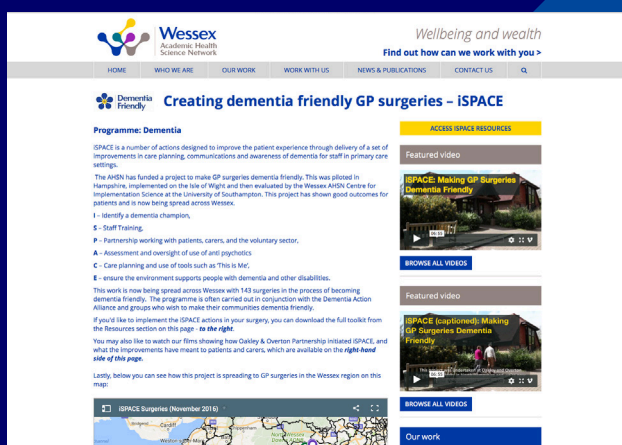 Wessex
Academic Health
Science Network
Wellbeing and wealth
Find out how can we work with you >
HOME WHO WE ARE OUR WORK WORK WITH US NEWS & PUBLICATIONS CONTACT US
Dementia
Friendly
Creating dementia friendly GP surgeries – iSPACE
Programme: Dementia
iSPACE is a number of actions designed to improve the patient experience through delivery of a set of
improvements in care planning, communications and awareness of dementia for staff in primary care
settings.
The AHSN has funded a project to make GP surgeries dementia friendly. This was piloted in
Hampshire, implemented on the Isle of Wight and then evaluated by the Wessex AHSN Centre for
Implementation Science at the University of Southampton. This project has shown good outcomes for
patients and is now being spread across Wessex.
I – Identify a dementia champion,
S – Staff Training,
P – Partnership working with patients, carers, and the voluntary sector,
A – Assessment and oversight of use of anti psychotics
C – Care planning and use of tools such as 'This is Me',
E – ensure the environment supports people with dementia and other disabilities.
This work is now being spread across Wessex with 143 surgeries in the process of becoming
dementia friendly. The programme is often carried out in conjunction with the Dementia Action
Alliance and groups who wish to make their communities dementia friendly.
If you'd like to implement the iSPACE actions in your surgery, you can download the full toolkit from
the Resources section on this page - to the right.
You may also like to watch our films showing how Oakley & Overton Partnership initiated iSPACE, and
what the improvements have meant to patients and carers, which are available on the right-hand
side of this page.
Lastly, below you can see how this project is spreading to GP surgeries in the Wessex region on this
map:
iSPACE Surgeries (November 2016)
Cardiff
Chippenham
ACCESS ISPACE RESOURCES
Featured video
iSPACE: Making GP Surgeries
Dementia Friendly
06:55
BROWSE ALL VIDEOS
Featured video
iSPACE (captioned): Making
GP Surgeries Dementia
Friendly
BROWSE ALL VIDEOS
Our work